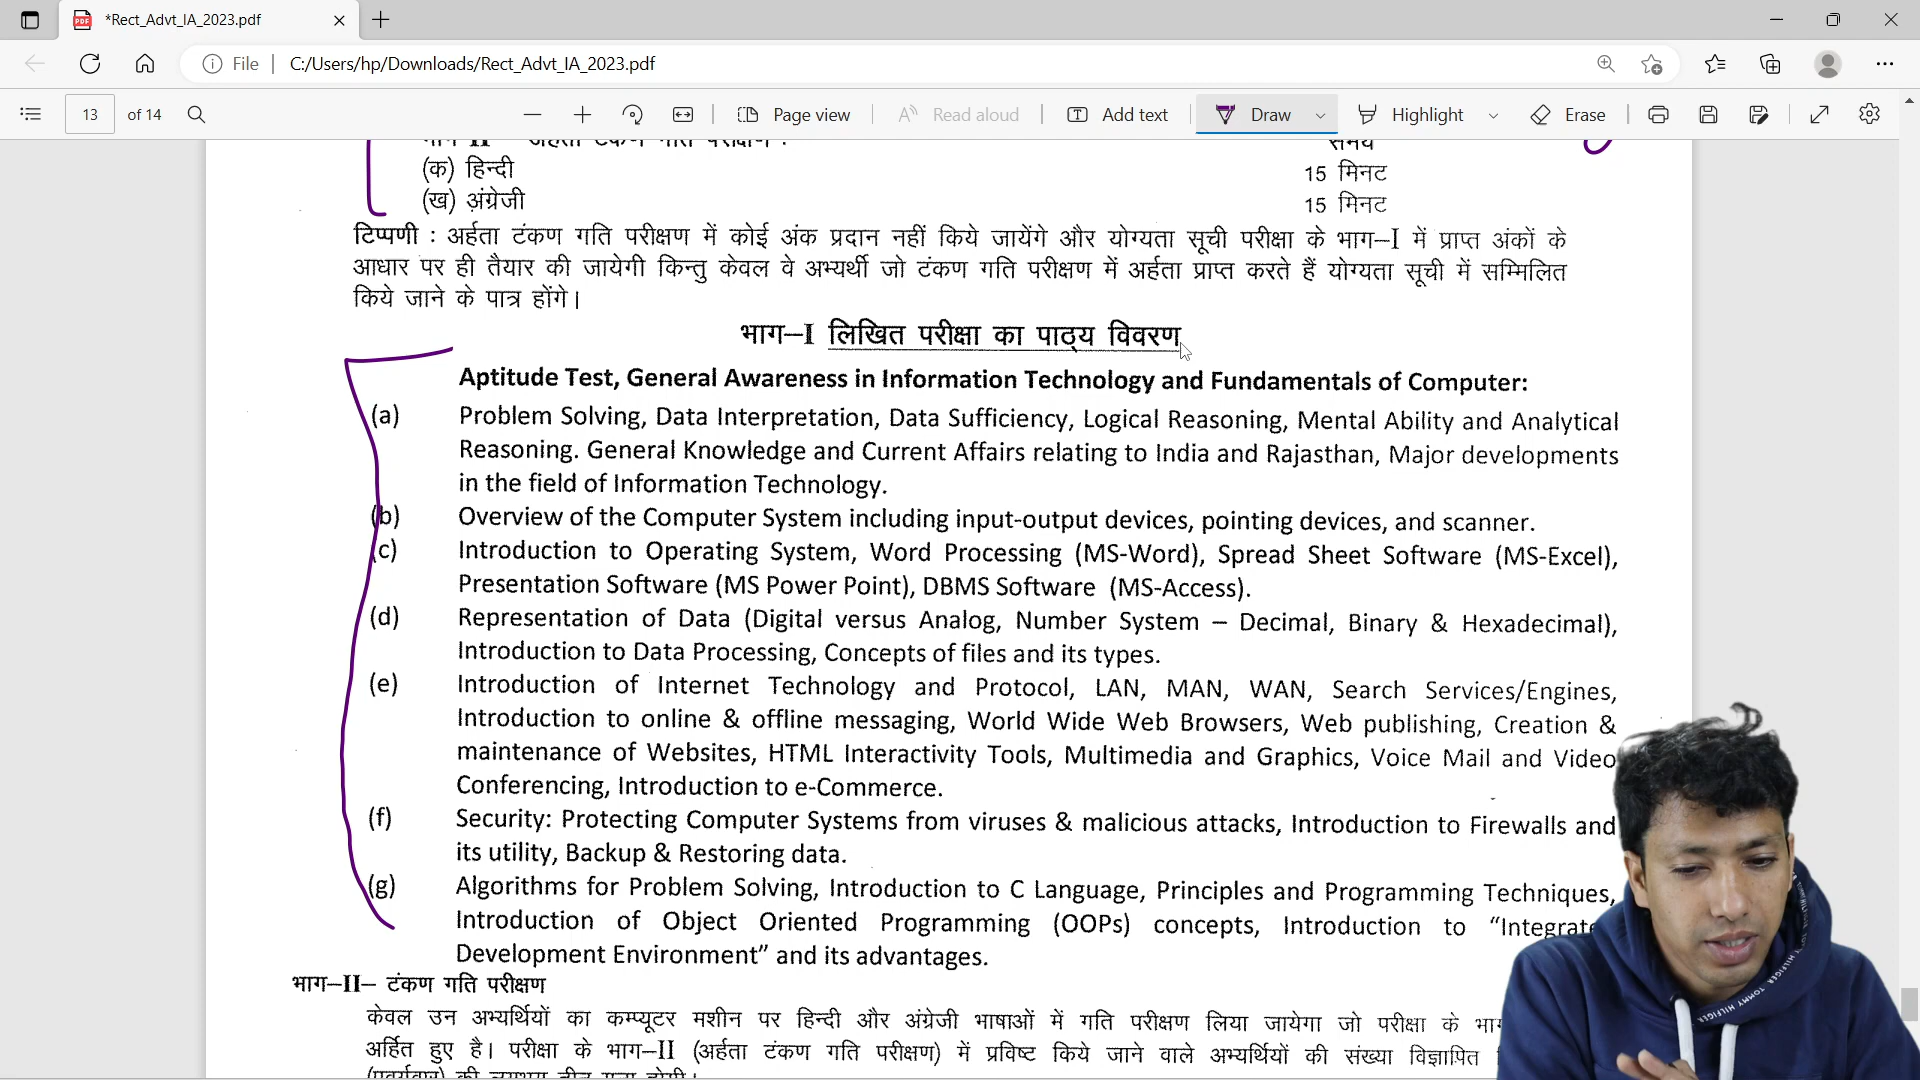 *Rect_Advt_IA_2023.pdf
File C:/Users/hp/Downloads/Rect_Advt_IA_2023.pdf
13 of 14 Page view Read aloud Add text Draw Highlight Erase
समय
(क) हिन्दी 15 मिनट
(ख) अंग्रेजी 15 मिनट
टिप्पणी : अर्हता टंकण गति परीक्षण में कोई अंक प्रदान नहीं किये जायेंगे और योग्यता सूची परीक्षा के भाग–I में प्राप्त अंकों के
आधार पर ही तैयार की जायेगी किन्तु केवल वे अभ्यर्थी जो टंकण गति परीक्षण में अर्हता प्राप्त करते हैं योग्यता सूची में सम्मिलित
किये जाने के पात्र होंगे।
भाग–I लिखित परीक्षा का पाठ्य विवरण
Aptitude Test, General Awareness in Information Technology and Fundamentals of Computer:
(a) Problem Solving, Data Interpretation, Data Sufficiency, Logical Reasoning, Mental Ability and Analytical
Reasoning. General Knowledge and Current Affairs relating to India and Rajasthan, Major developments
in the field of Information Technology.
(b) Overview of the Computer System including input-output devices, pointing devices, and scanner.
(c) Introduction to Operating System, Word Processing (MS-Word), Spread Sheet Software (MS-Excel),
Presentation Software (MS Power Point), DBMS Software (MS-Access).
(d) Representation of Data (Digital versus Analog, Number System – Decimal, Binary & Hexadecimal),
Introduction to Data Processing, Concepts of files and its types.
(e) Introduction of Internet Technology and Protocol, LAN, MAN, WAN, Search Services/Engines,
Introduction to online & offline messaging, World Wide Web Browsers, Web publishing, Creation &
maintenance of Websites, HTML Interactivity Tools, Multimedia and Graphics, Voice Mail and Video
Conferencing, Introduction to e-Commerce.
(f) Security: Protecting Computer Systems from viruses & malicious attacks, Introduction to Firewalls and
its utility, Backup & Restoring data.
(g) Algorithms for Problem Solving, Introduction to C Language, Principles and Programming Techniques,
Introduction of Object Oriented Programming (OOPs) concepts, Introduction to "Integrate
Development Environment" and its advantages.
भाग–II– टंकण गति परीक्षण
केवल उन अभ्यर्थियों का कम्प्यूटर मशीन पर हिन्दी और अंग्रेजी भाषाओं में गति परीक्षण लिया जायेगा जो परीक्षा के
अर्हित हुए है। परीक्षा के भाग–II (अर्हता टंकण गति परीक्षण) में प्रविष्ट किये जाने वाले अभ्यर्थियों की संख्या विज्ञापित
TOMMY HILFIGER